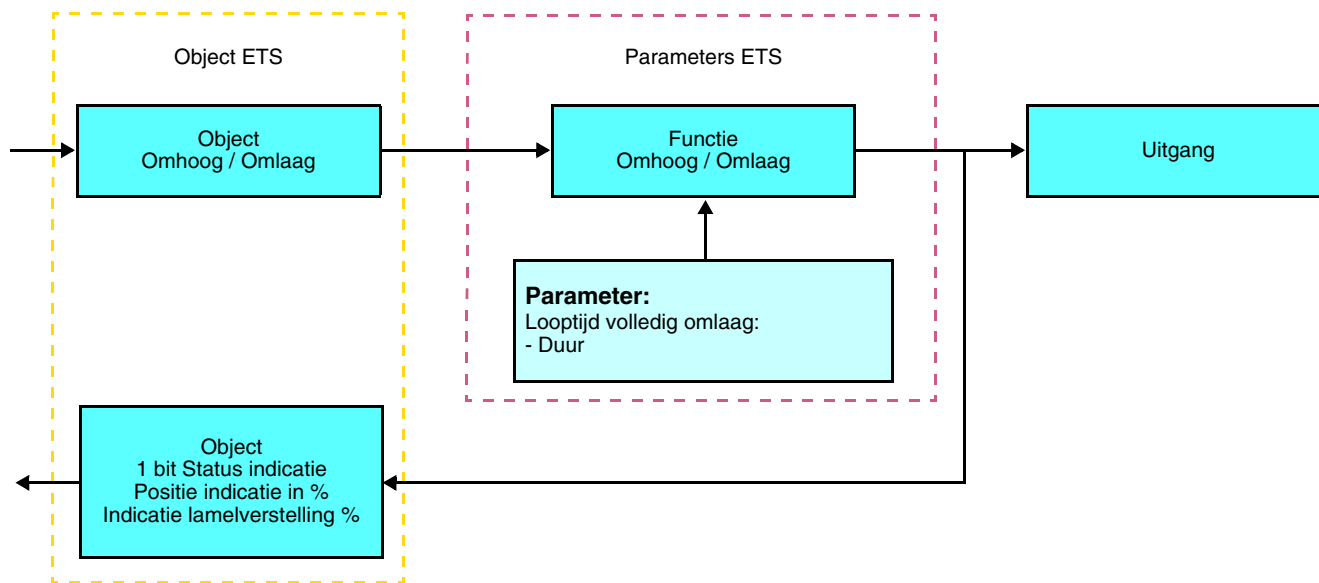 Object ETS
Parameters ETS
Object
Omhoog / Omlaag
Functie
Omhoog / Omlaag
Uitgang
Parameter:
Looptijd volledig omlaag:
- Duur
Object
1 bit Status indicatie
Positie indicatie in %
Indicatie lamelverstelling %